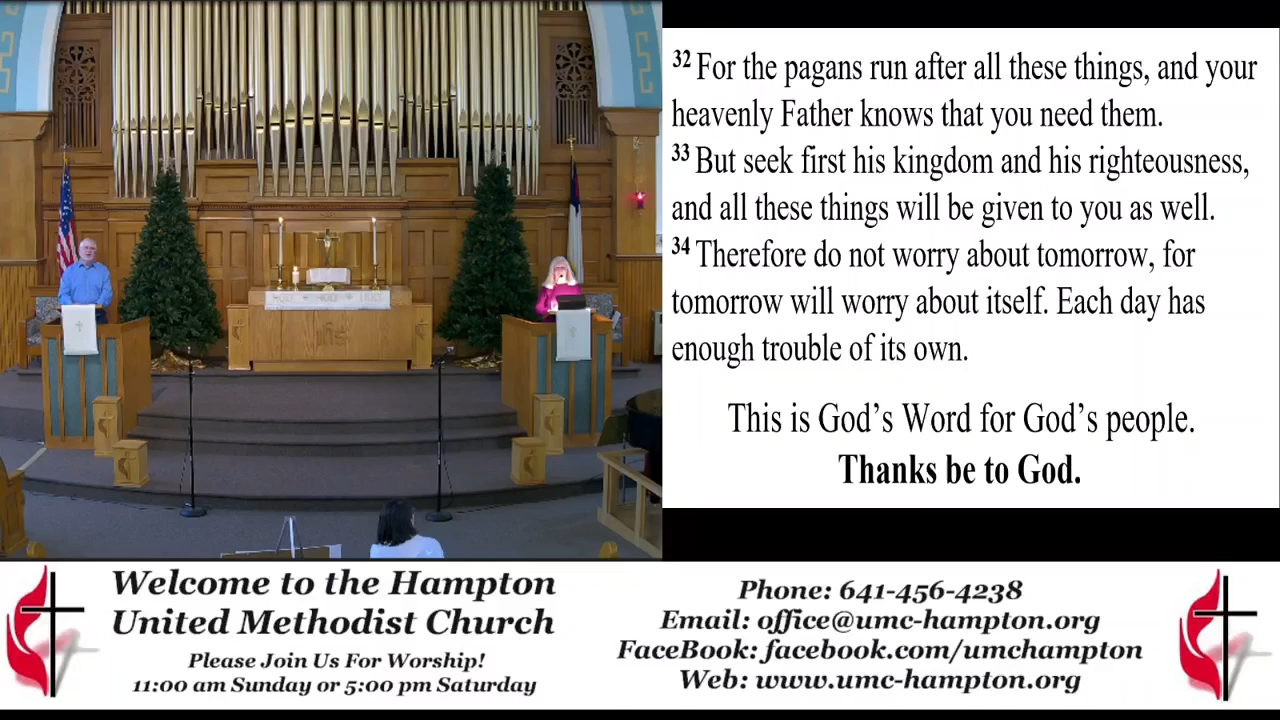 32 For the pagans run after all these things, and your
heavenly Father knows that you need them.
33 But seek first his kingdom and his righteousness,
and all these things will be given to you as well.
34 Therefore do not worry about tomorrow, for
tomorrow will worry about itself. Each day has
enough trouble of its own.
This is God’s Word for God’s people.
Thanks be to God.
Welcome to the Hampton
United Methodist Church
Please Join Us For Worship!
11:00 am Sunday or 5:00 pm Saturday
Phone: 641-456-4238
Email: office@umc-hampton.org
FaceBook: facebook.com/umchampton
Web: www.umc-hampton.org